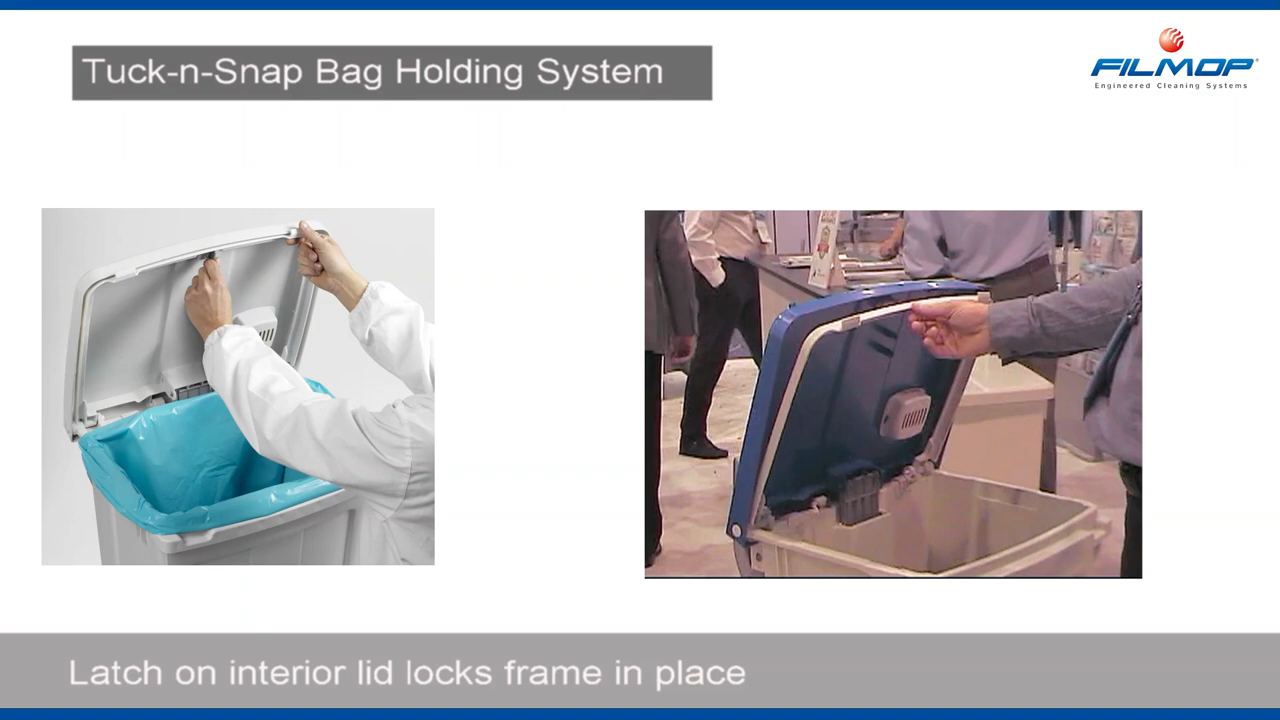 Tuck-n-Snap Bag Holding System
FILMOP
Engineered Cleaning Systems
Latch on interior lid locks frame in place